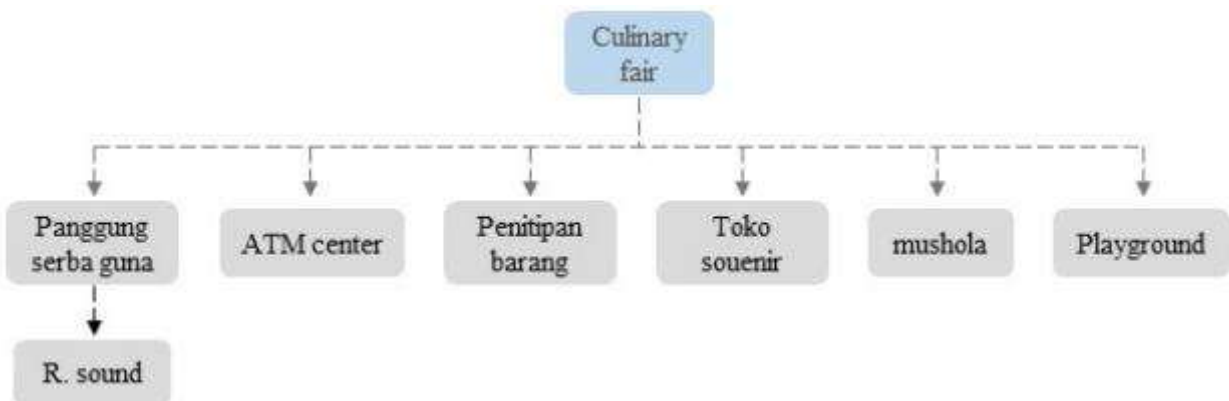 Culinary
fair
Panggung
serba guna
ATM center
Penitipan
barang
Toko
souenir
mushola
Playground
R. sound